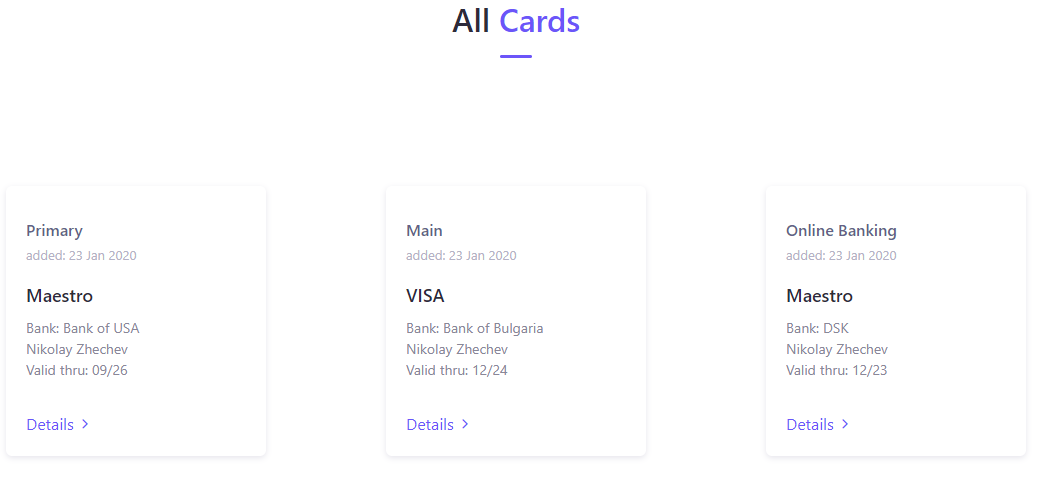 All Cards
Primary
added: 23 Jan 2020
Maestro
Bank: Bank of USA
Nikolay Zhechev
Valid thru: 09/26
Details
Main
added: 23 Jan 2020
VISA
Bank: Bank of Bulgaria
Nikolay Zhechev
Valid thru: 12/24
Details
Online Banking
added: 23 Jan 2020
Maestro
Bank: DSK
Nikolay Zhechev
Valid thru: 12/23
Details